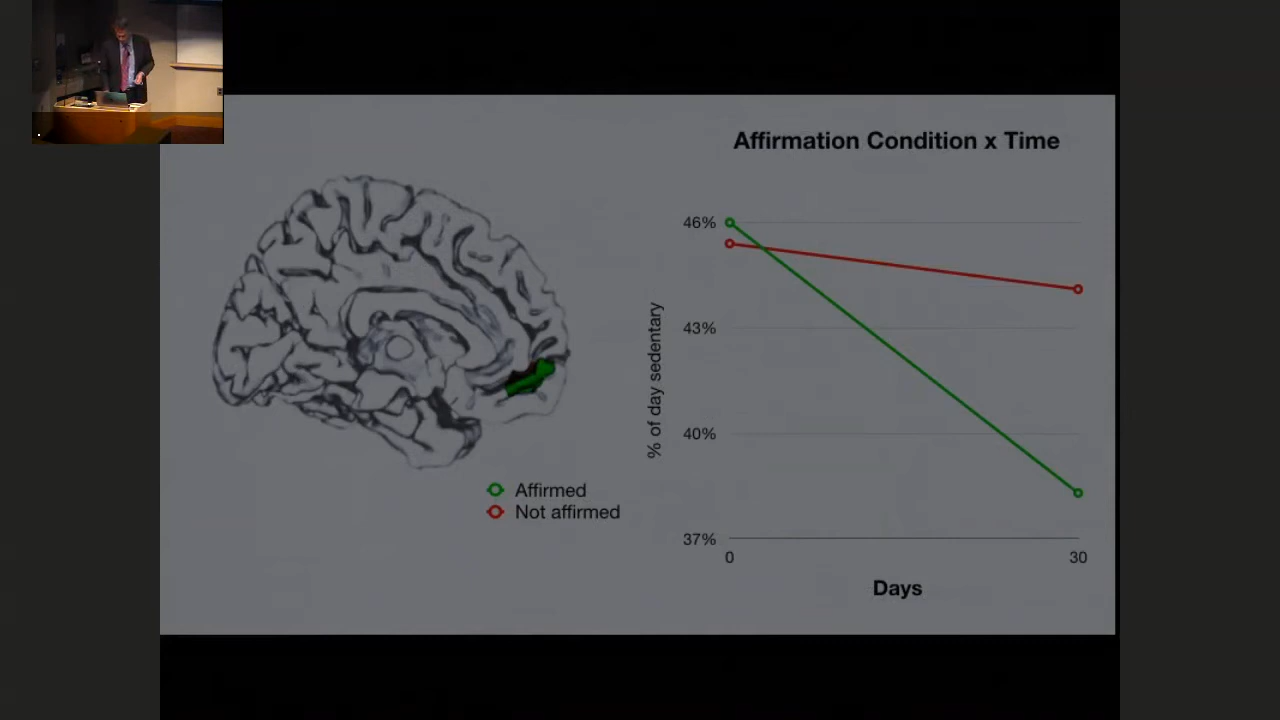 Affirmation Condition x Time
46%
43%
40%
37%
% of day sedentary
0
30
Days
Affirmed
Not affirmed